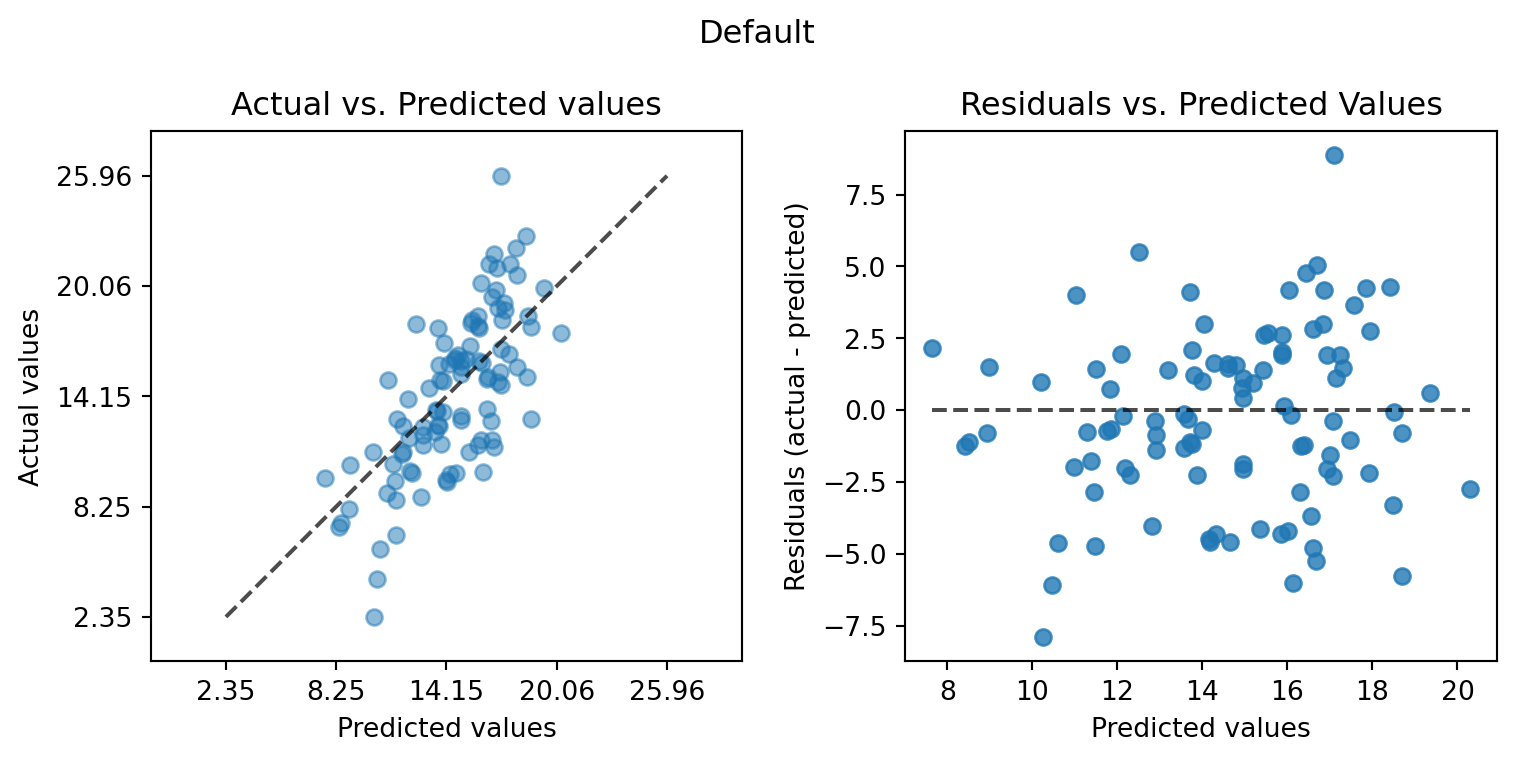 Default
Actual vs. Predicted values
Actual values
25.96
20.06
14.15
8.25
2.35
2.35 8.25 14.15 20.06 25.96
Predicted values
Residuals vs. Predicted Values
Residuals (actual - predicted)
7.5
5.0
2.5
0.0
−2.5
−5.0
−7.5
8 10 12 14 16 18 20
Predicted values